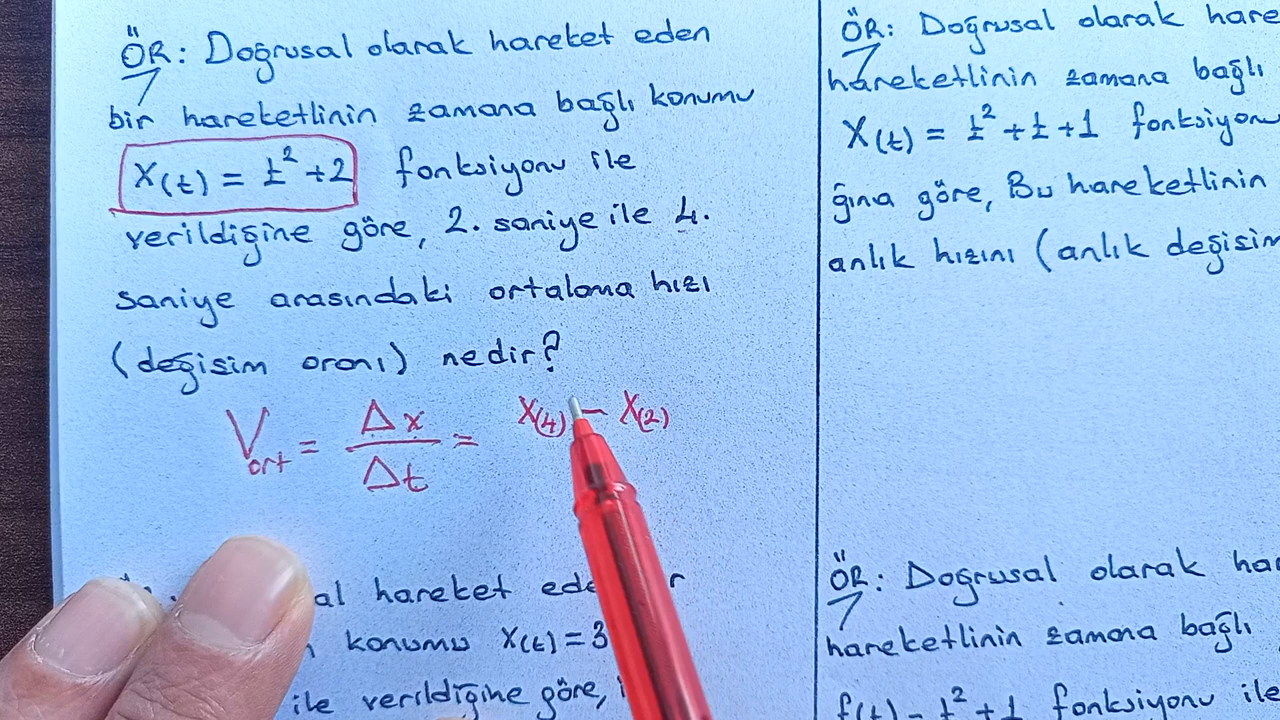 ÖR: Doğrusal olarak hareket eden
bir hareketlinin zamana bağlı konumu
X(t) = t² + 2 fonksiyonu ile
verildiğine göre, 2. saniye ile 4.
saniye arasındaki ortalama hızı
(değişim oranı) nedir?
Vort = Δx / Δt = X(4) - X(2)
hareket
konumu X(t) = 3
ile verildiğine göre,
ÖR: Doğrusal olarak hare
hareketlinin zamana bağlı
X(t) = t² + t + 1 fonksiyonu
ğına göre, Bu hareketlinin
anlık hızını (anlık değişim
ÖR: Doğrusal olarak ha
hareketlinin zamana bağlı
f(t) = t² + 1 fonksiyonu ile